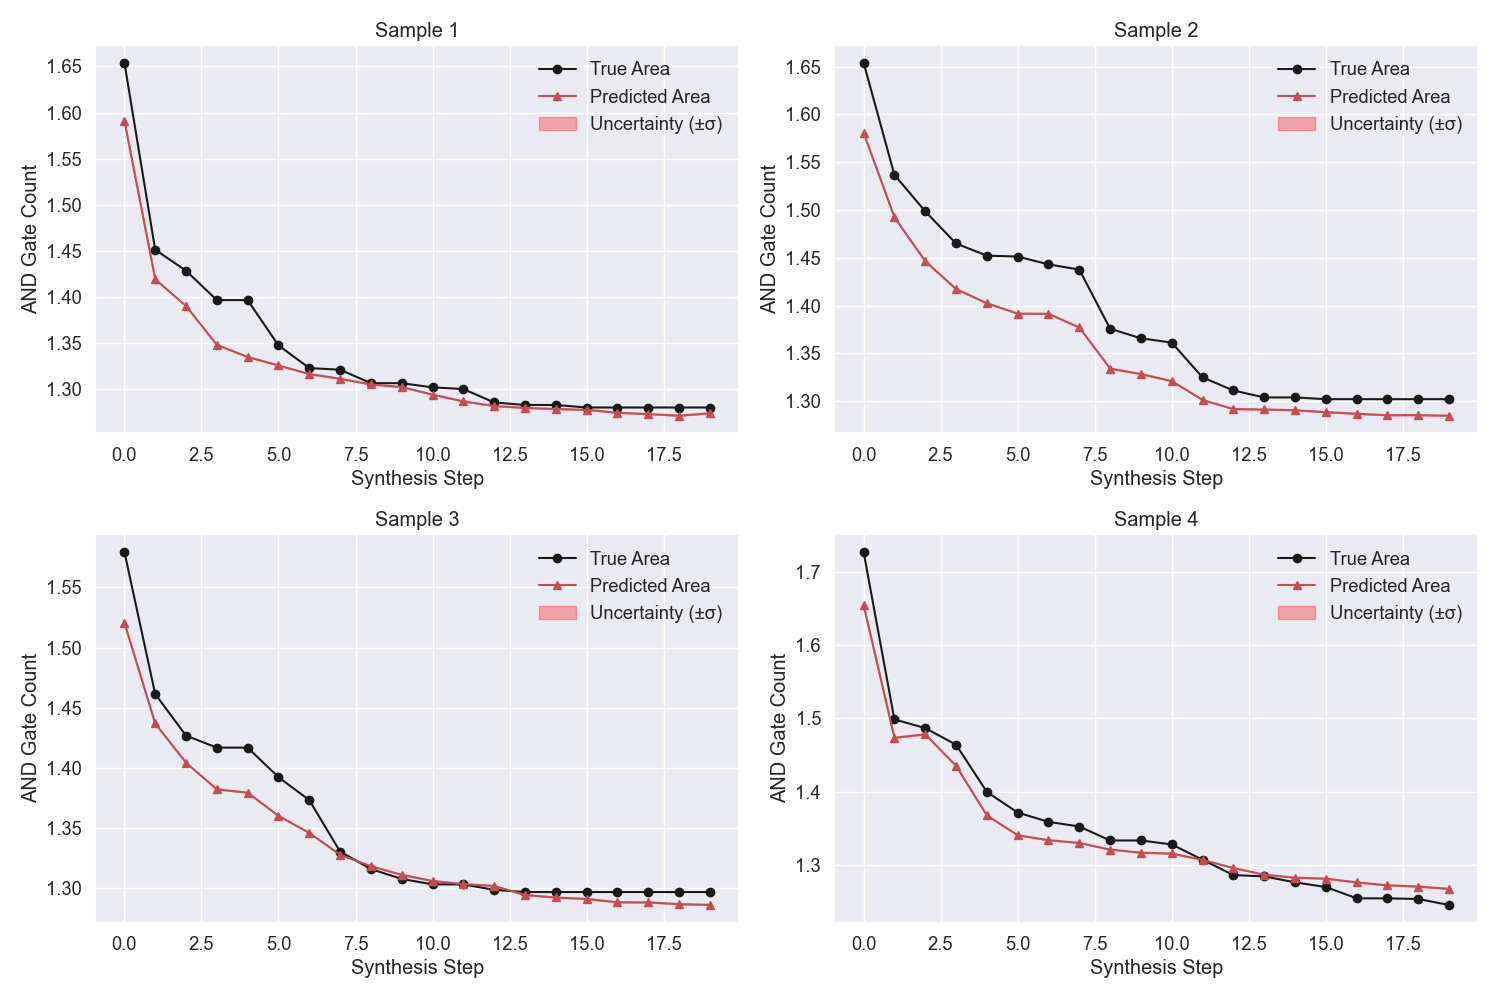 Sample 1
AND Gate Count
1.65
1.60
1.55
1.50
1.45
1.40
1.35
1.30
True Area
Predicted Area
Uncertainty (±σ)
0.0 2.5 5.0 7.5 10.0 12.5 15.0 17.5
Synthesis Step
Sample 2
AND Gate Count
1.65
1.60
1.55
1.50
1.45
1.40
1.35
1.30
True Area
Predicted Area
Uncertainty (±σ)
0.0 2.5 5.0 7.5 10.0 12.5 15.0 17.5
Synthesis Step
Sample 3
AND Gate Count
1.55
1.50
1.45
1.40
1.35
1.30
True Area
Predicted Area
Uncertainty (±σ)
0.0 2.5 5.0 7.5 10.0 12.5 15.0 17.5
Synthesis Step
Sample 4
AND Gate Count
1.7
1.6
1.5
1.4
1.3
True Area
Predicted Area
Uncertainty (±σ)
0.0 2.5 5.0 7.5 10.0 12.5 15.0 17.5
Synthesis Step